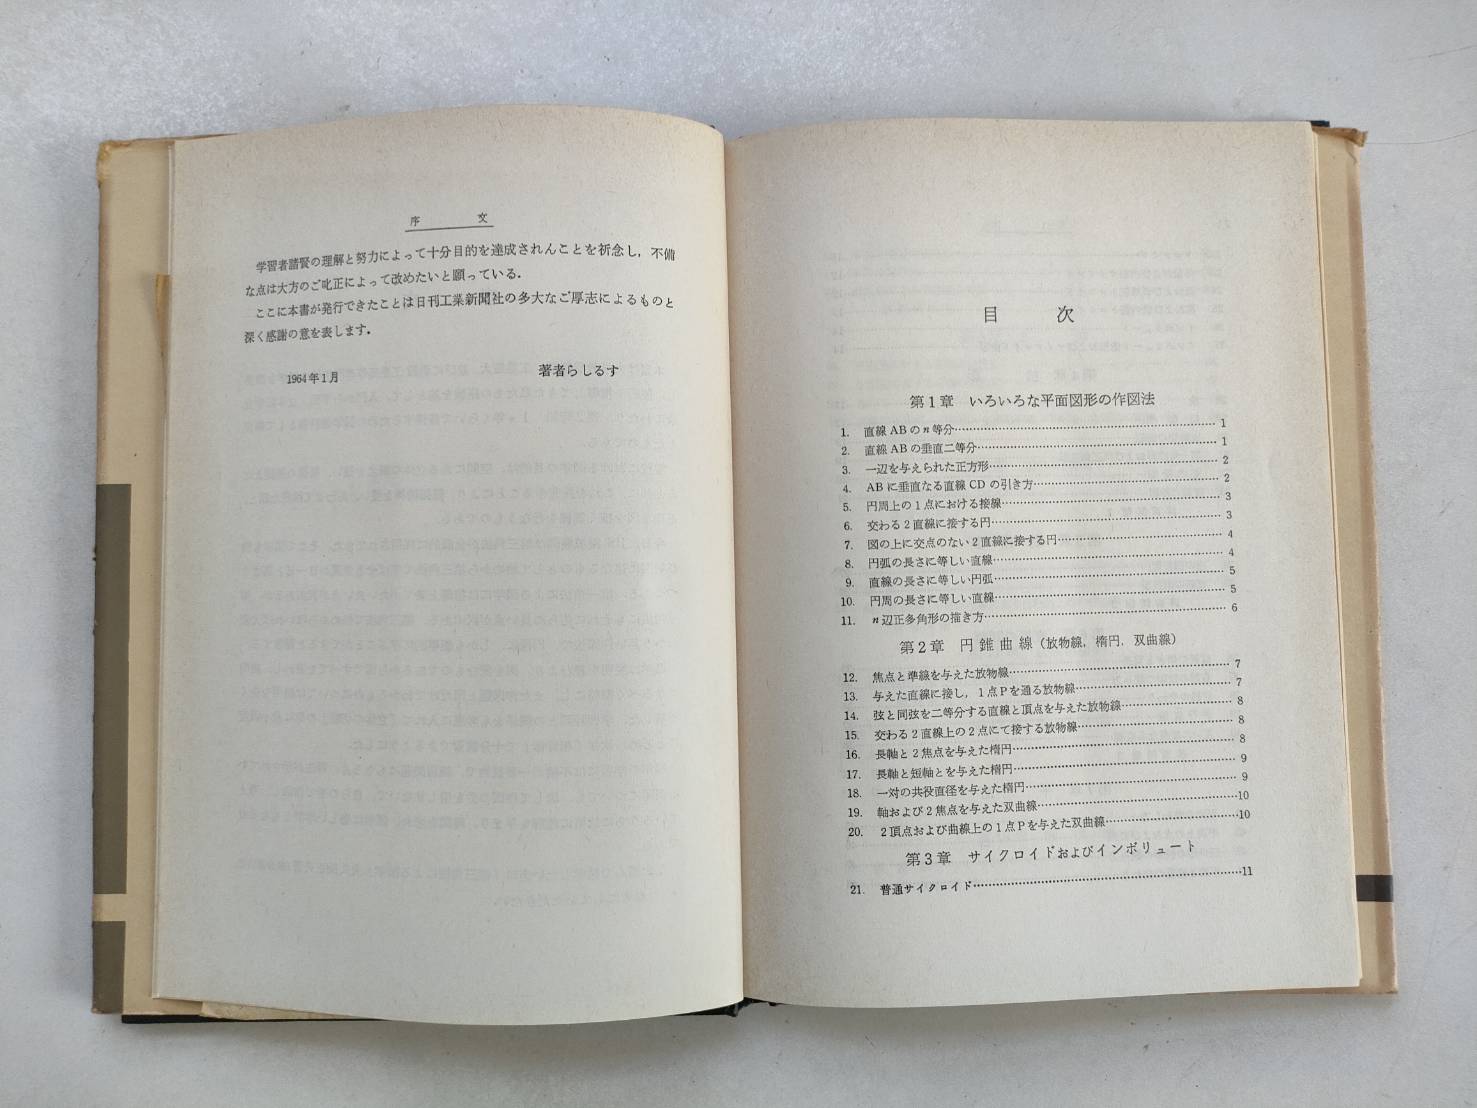 序 文
学習者諸賢の理解と努力によって十分目的を達成されんことを祈念し，不備
な点は大方のご叱正によって改めたいと願っている．
ここに本書が発行できたことは日刊工業新聞社の多大なご厚志によるものと
深く感謝の意を表します．
1964年1月
著者らしるす
目 次
第1章 いろいろな平面図形の作図法
1. 直線ABのn等分 1
2. 直線ABの垂直二等分 1
3. 一辺を与えられた正方形 2
4. ABに垂直なる直線CDの引き方 2
5. 円周上の1点における接線 3
6. 交わる2直線に接する円 3
7. 図の上に交点のない2直線に接する円 4
8. 円弧の長さに等しい直線 4
9. 直線の長さに等しい円弧 5
10. 円周の長さに等しい直線 5
11. n辺正多角形の描き方 6
第2章 円錐曲線（放物線，楕円，双曲線）
12. 焦点と準線を与えた放物線 7
13. 与えた直線に接し，1点Pを通る放物線 7
14. 弦と同弦を二等分する直線と頂点を与えた放物線 8
15. 交わる2直線上の2点にて接する放物線 8
16. 長軸と2焦点を与えた楕円 8
17. 長軸と短軸とを与えた楕円 9
18. 一対の共役直径を与えた楕円 9
19. 軸および2焦点を与えた双曲線 10
20. 2頂点および曲線上の1点Pを与えた双曲線 10
第3章 サイクロイドおよびインボリュート
21. 普通サイクロイド 11